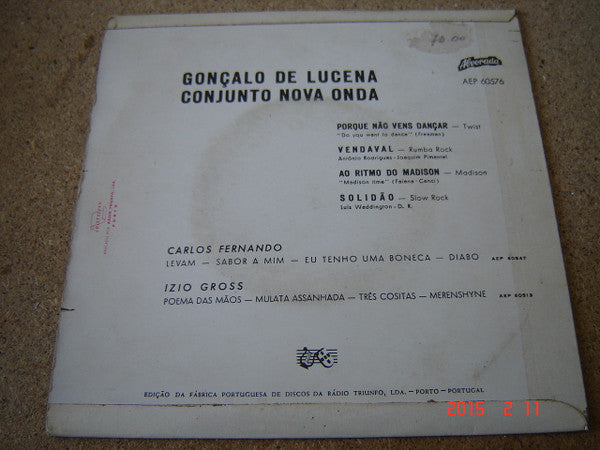 70.00
Alvorada
AEP 60576
GONÇALO DE LUCENA
CONJUNTO NOVA ONDA
PORQUE NÃO VENS DANÇAR — Twist
"Do you want to dance" (Freeman)
VENDAVAL — Rumba Rock
António Rodrigues - Joaquim Pimentel
AO RITMO DO MADISON — Madison
"Madison time" (Faiena - Cenci)
SOLIDÃO — Slow Rock
Luis Weddington - D. R.
CARLOS FERNANDO
LEVAM — SABOR A MIM — EU TENHO UMA BONECA — DIABO AEP 60547
IZIO GROSS
POEMA DAS MÃOS — MULATA ASSANHADA — TRÊS COSITAS — MERENSHYNE AEP 60513
EDIÇÃO DA FÁBRICA PORTUGUESA DE DISCOS DA RÁDIO TRIUNFO, LDA. — PORTO — PORTUGAL
2015 2 11